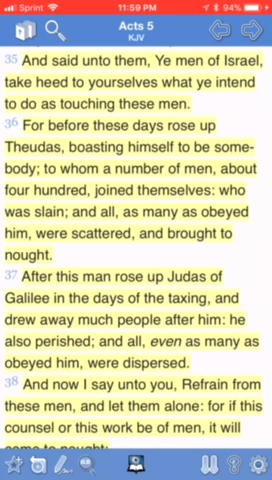 Sprint 11:59 PM 94%
Acts 5
KJV
35 And said unto them, Ye men of Israel,
take heed to yourselves what ye intend
to do as touching these men.
36 For before these days rose up
Theudas, boasting himself to be some-
body; to whom a number of men, about
four hundred, joined themselves: who
was slain; and all, as many as obeyed
him, were scattered, and brought to
nought.
37 After this man rose up Judas of
Galilee in the days of the taxing, and
drew away much people after him: he
also perished; and all, even as many as
obeyed him, were dispersed.
38 And now I say unto you, Refrain from
these men, and let them alone: for if this
counsel or this work be of men, it will
come to nought: